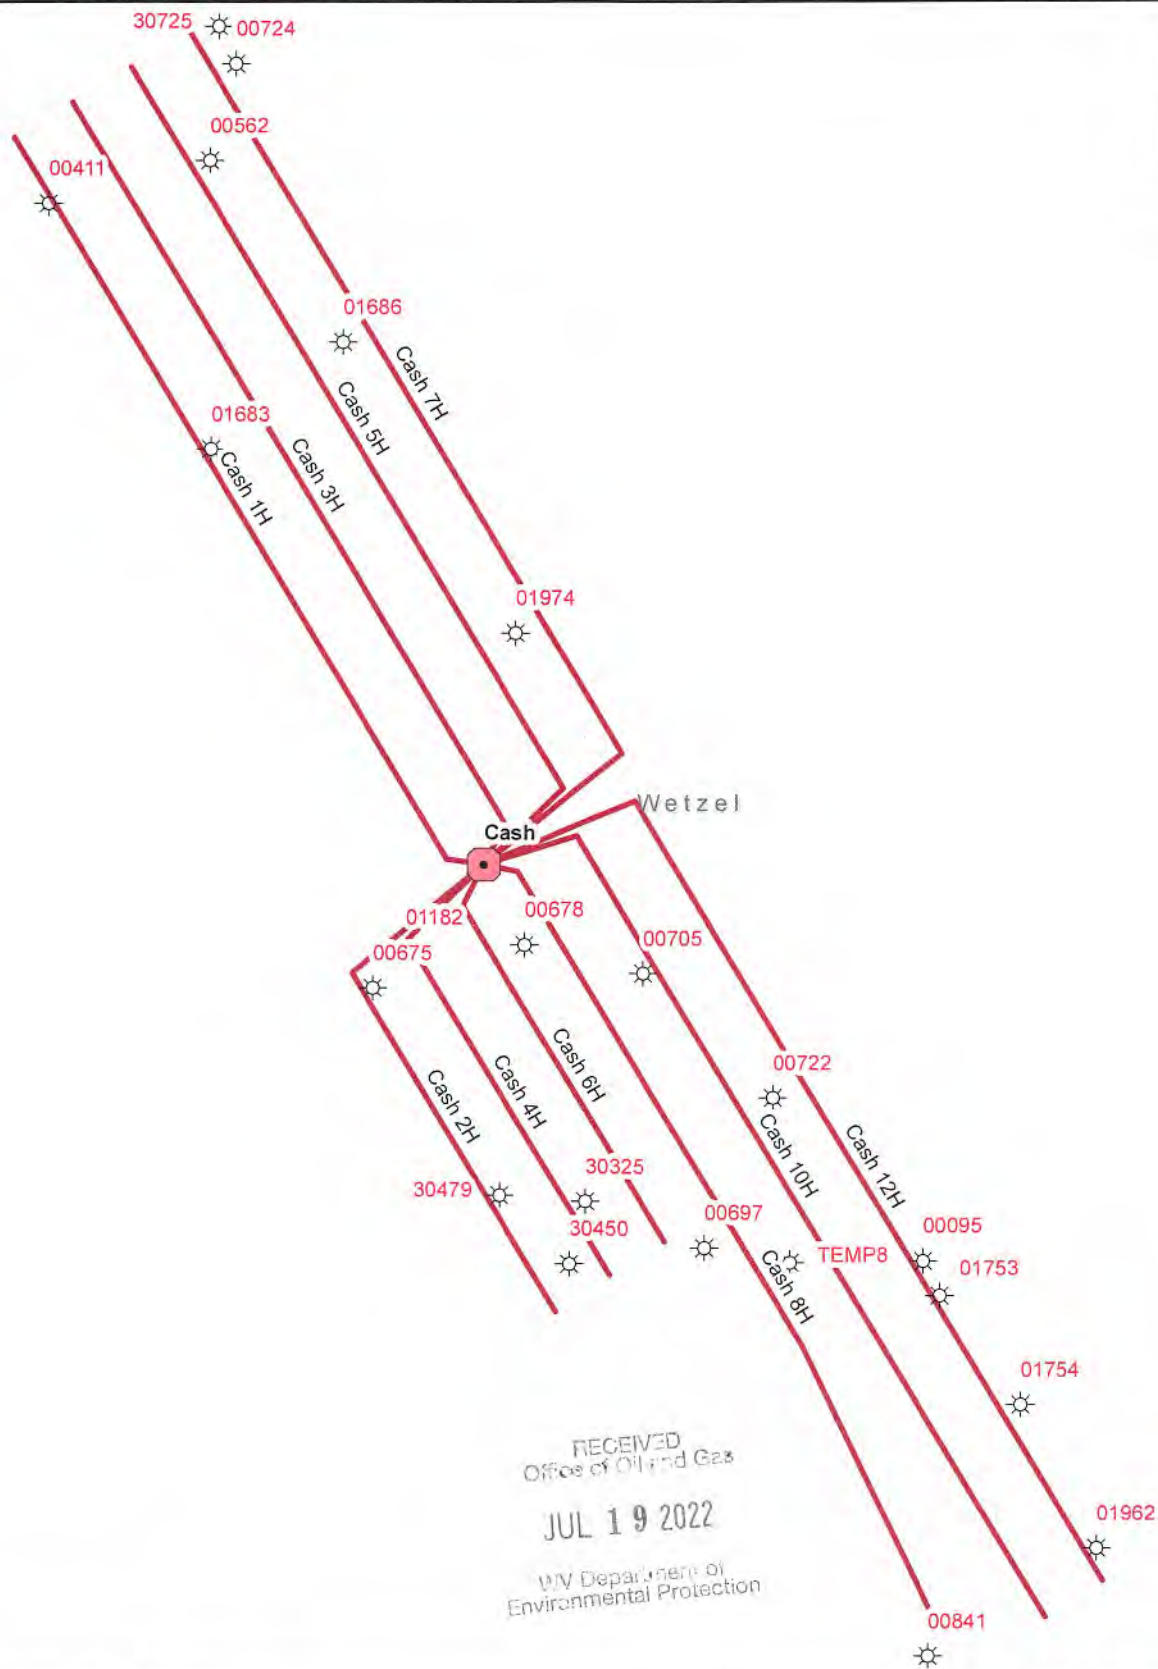 30725
00724
00562
00411
01686
Cash 7H
Cash 5H
01683
Cash 3H
Cash 1H
01974
Wetzel
Cash
01182
00678
00675
00705
Cash 6H
Cash 4H
Cash 2H
00722
Cash 10H
Cash 12H
30325
30479
30450
00697
00095
TEMP8
01753
Cash 8H
01754
RECEIVED
Office of Oil and Gas
JUL 19 2022
01962
WV Department of
Environmental Protection
00841